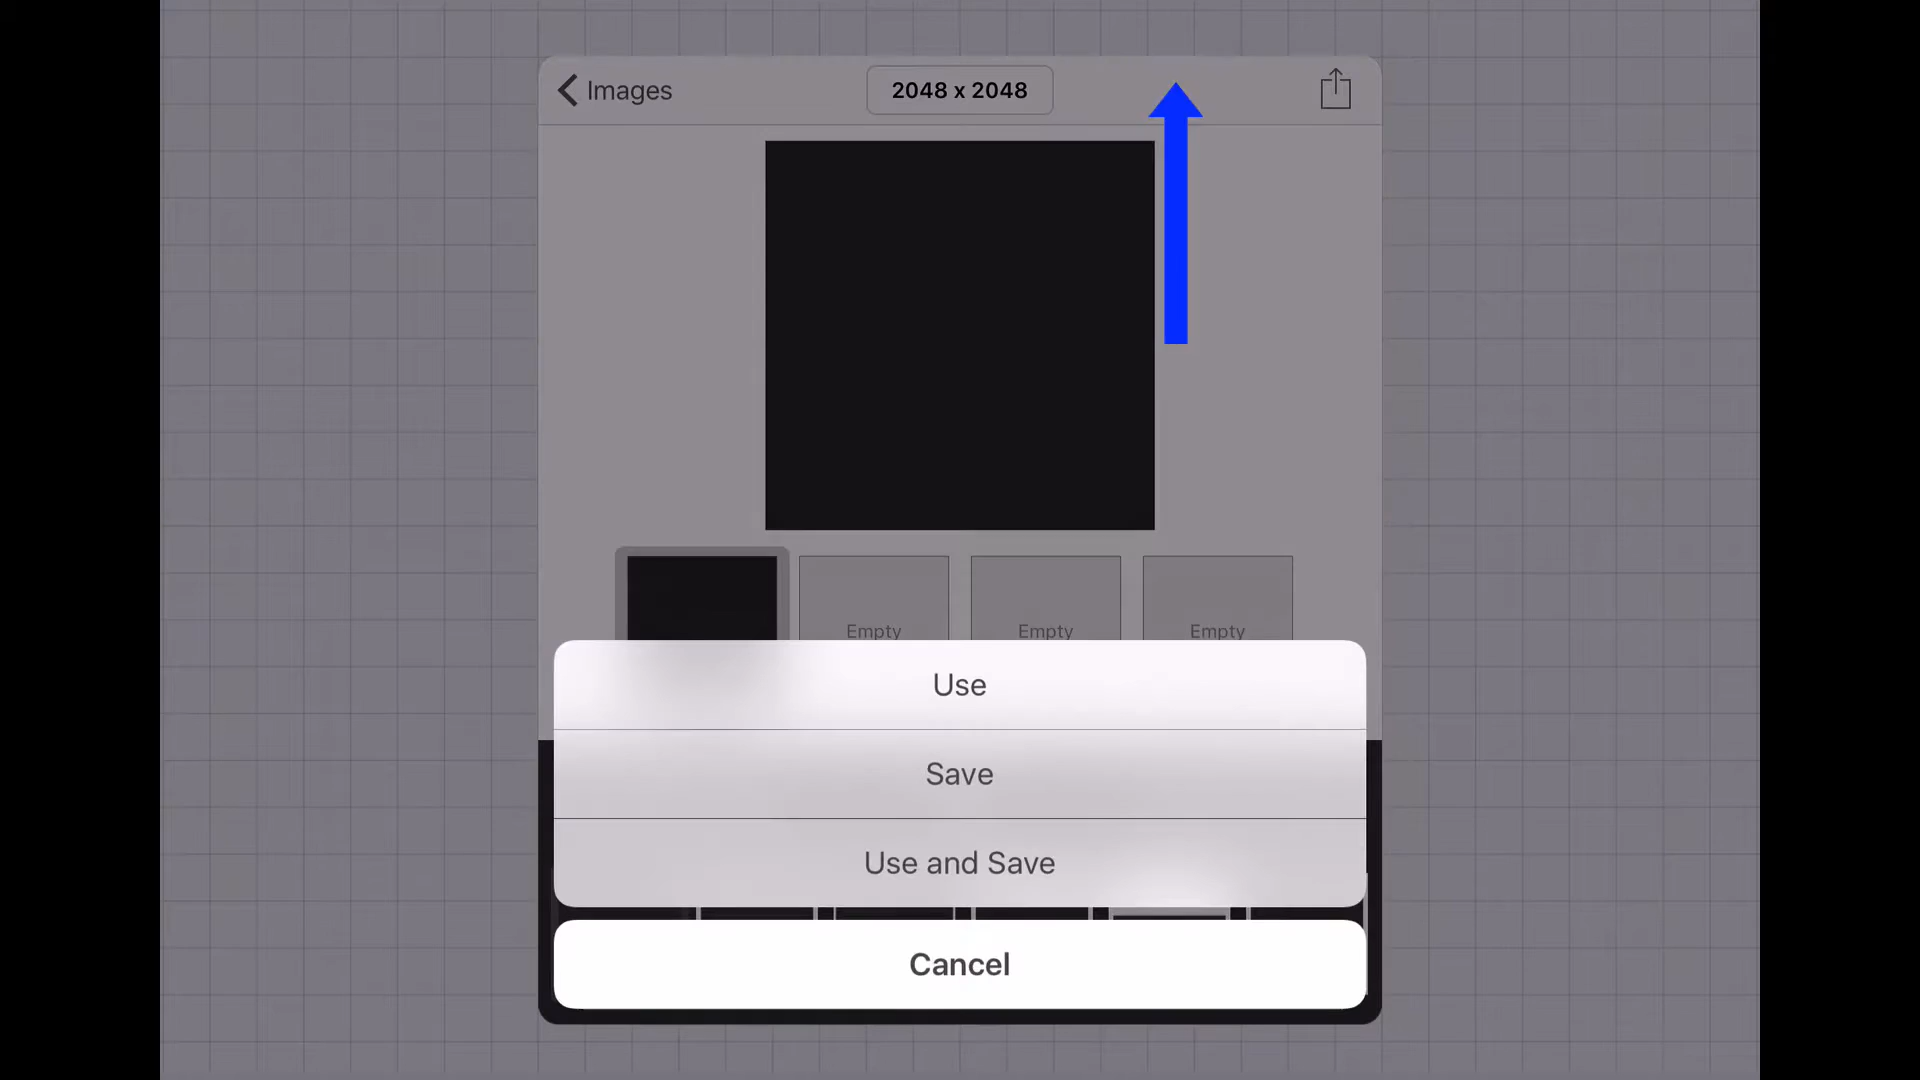 Images
2048 x 2048
Empty
Empty
Empty
Use
Save
Use and Save
Cancel